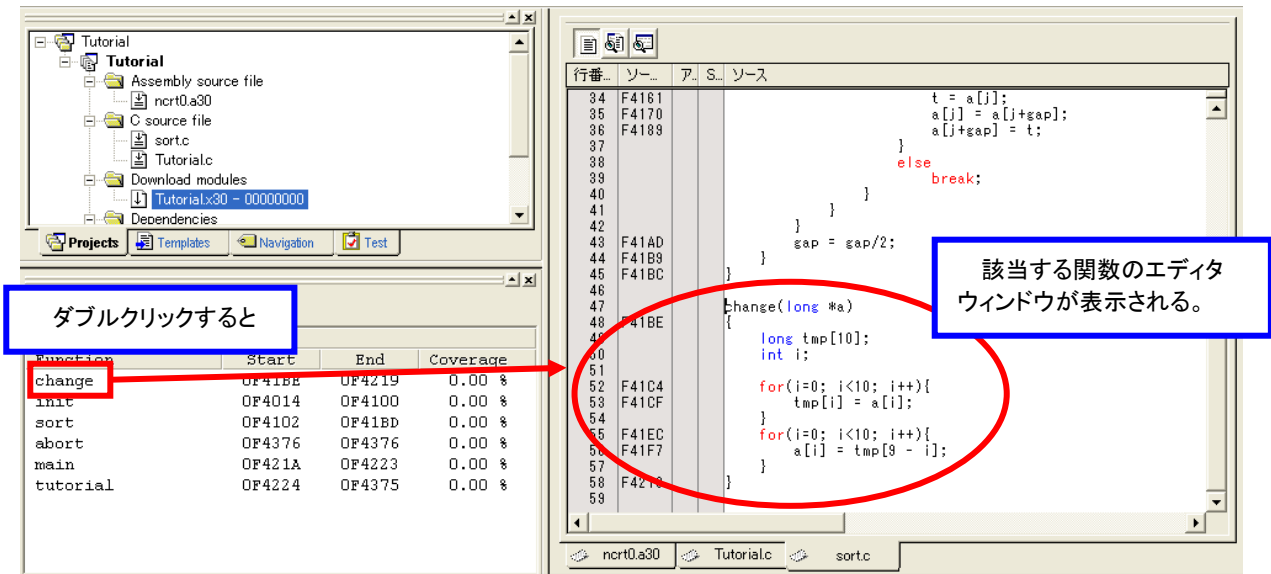 Tutorial
Tutorial
Assembly source file
ncrt0.a30
C source file
sort.c
Tutorial.c
Download modules
Tutorial.x30 - 00000000
Dependencies
Projects Templates Navigation Test
ダブルクリックすると
Function Start End Coverage
change 0F41BE 0F4219 0.00 %
init 0F4014 0F4100 0.00 %
sort 0F4102 0F41BD 0.00 %
abort 0F4376 0F4376 0.00 %
main 0F421A 0F4223 0.00 %
tutorial 0F4224 0F4375 0.00 %
行番... ソー... ア.. S... ソース
34 F4161 t = a[j];
35 F4170 a[j] = a[j+gap];
36 F4189 a[j+gap] = t;
37 }
38 else
39 break;
40 }
41 }
42 }
43 F41AD gap = gap/2;
44 F41B9 }
45 F41BC }
46
47 change(long *a)
48 F41BE {
49 long tmp[10];
50 int i;
51
52 F41C4 for(i=0; i<10; i++){
53 F41CF tmp[i] = a[i];
54 }
55 F41EC for(i=0; i<10; i++){
56 F41F7 a[i] = tmp[9 - i];
57 }
58 }
59
該当する関数のエディタ
ウィンドウが表示される。
ncrt0.a30 Tutorial.c sort.c